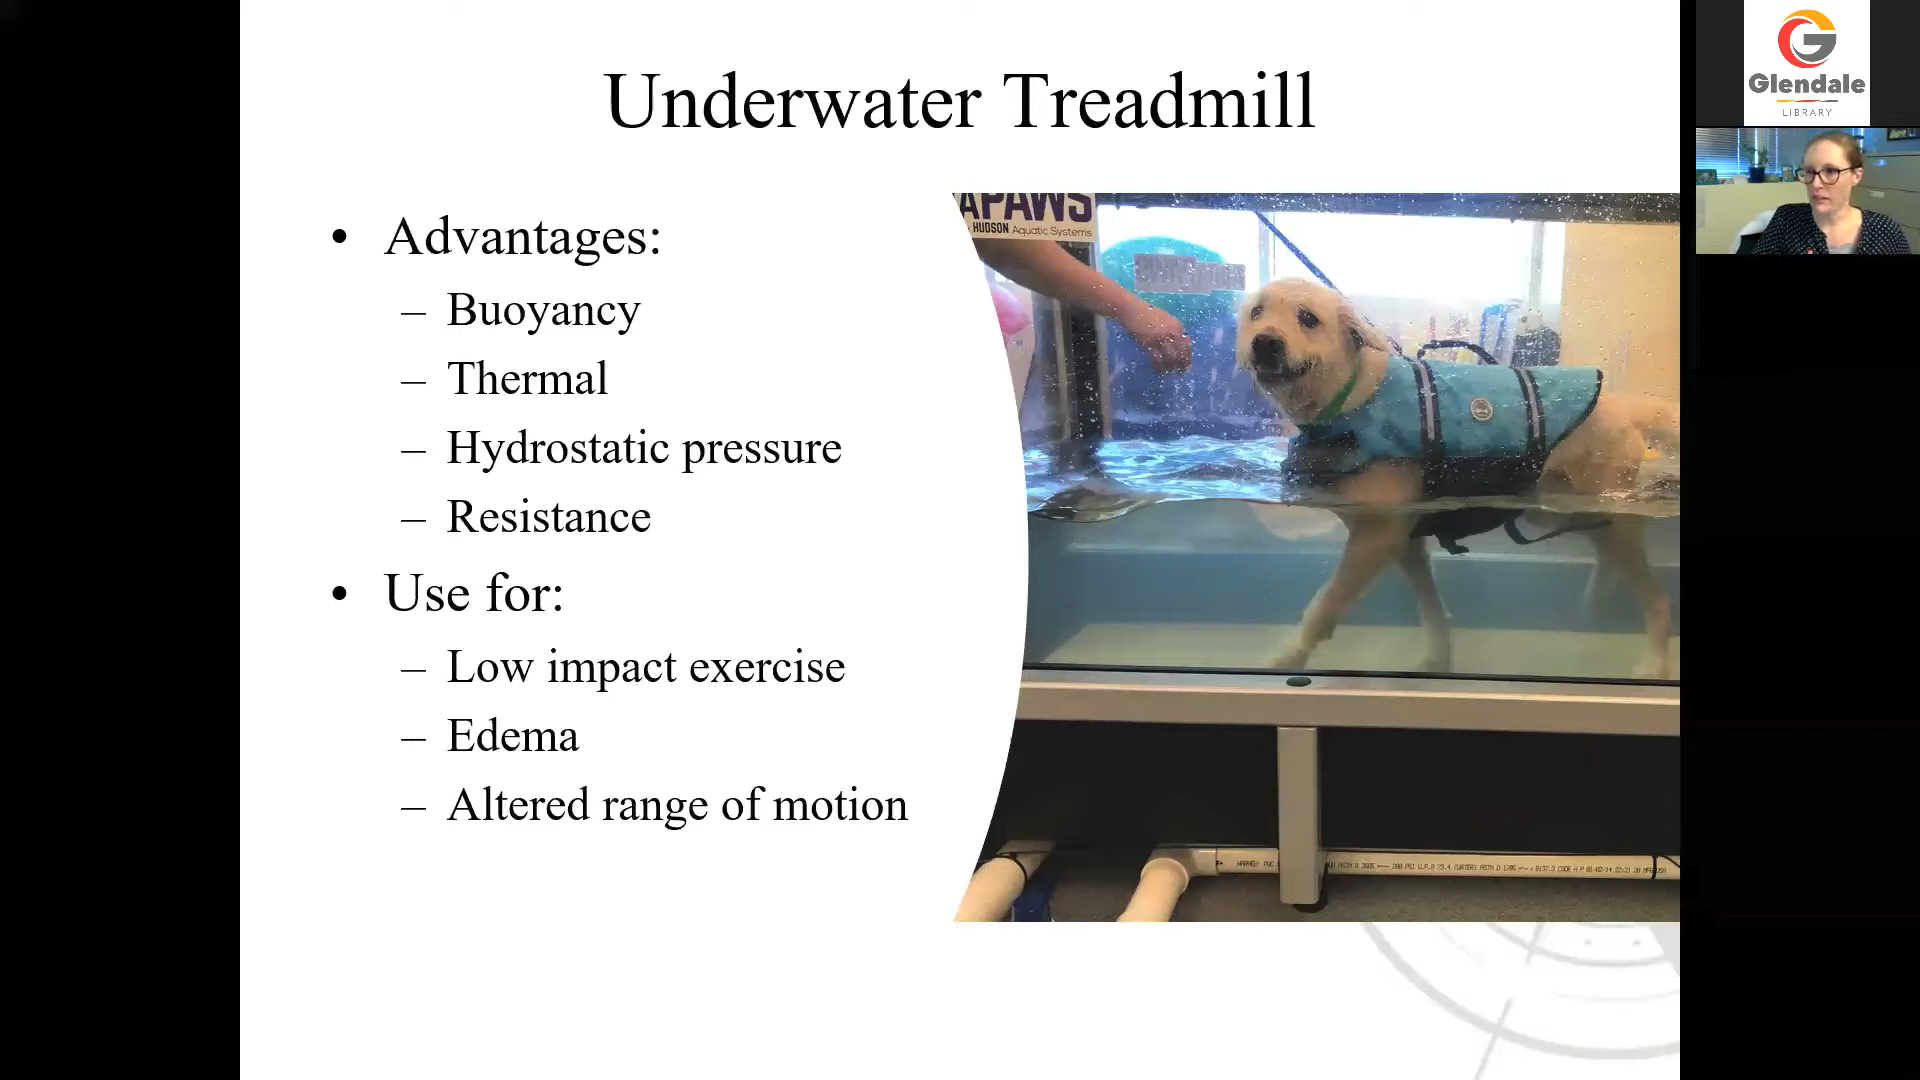 Underwater Treadmill
• Advantages:
– Buoyancy
– Thermal
– Hydrostatic pressure
– Resistance
• Use for:
– Low impact exercise
– Edema
– Altered range of motion
APAWS
HUDSON Aquatic Systems
Glendale
LIBRARY